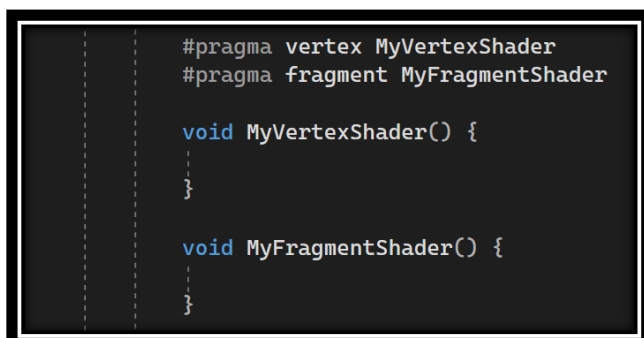 #pragma vertex MyVertexShader
#pragma fragment MyFragmentShader
void MyVertexShader() {
}
void MyFragmentShader() {
}